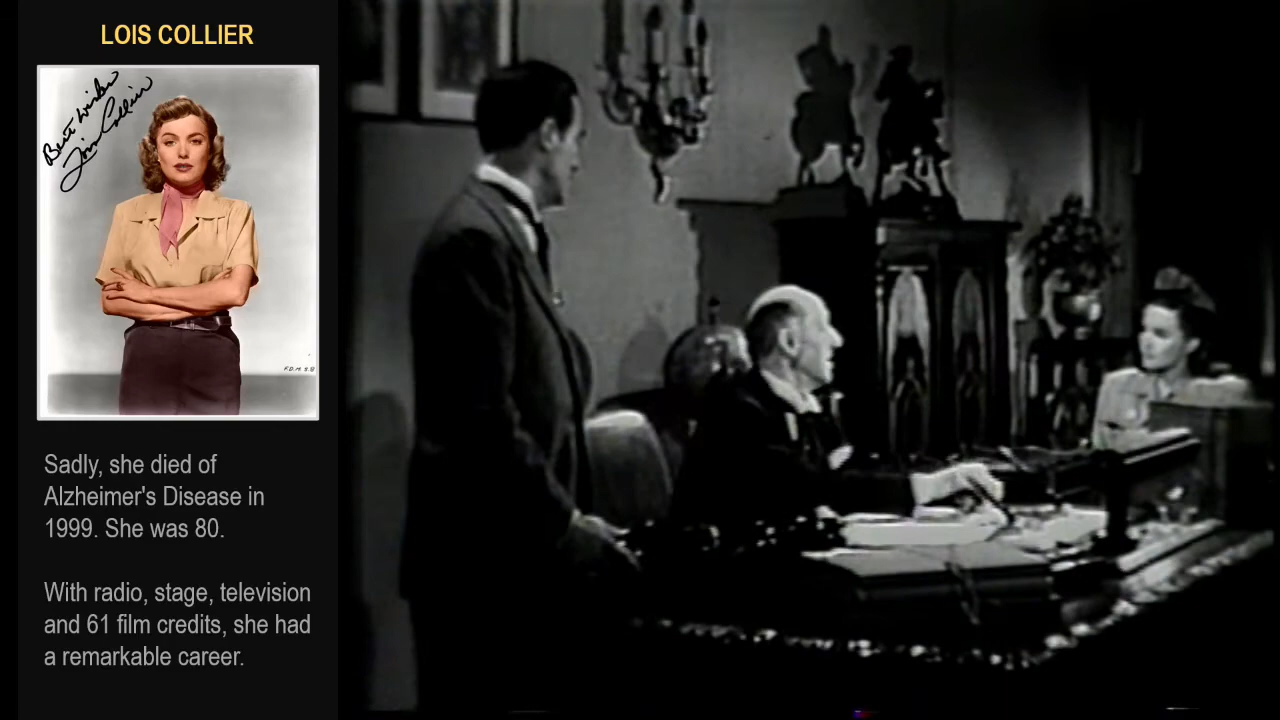 LOIS COLLIER
Best Wishes
Lois Collier
Sadly, she died of
Alzheimer's Disease in
1999. She was 80.
With radio, stage, television
and 61 film credits, she had
a remarkable career.